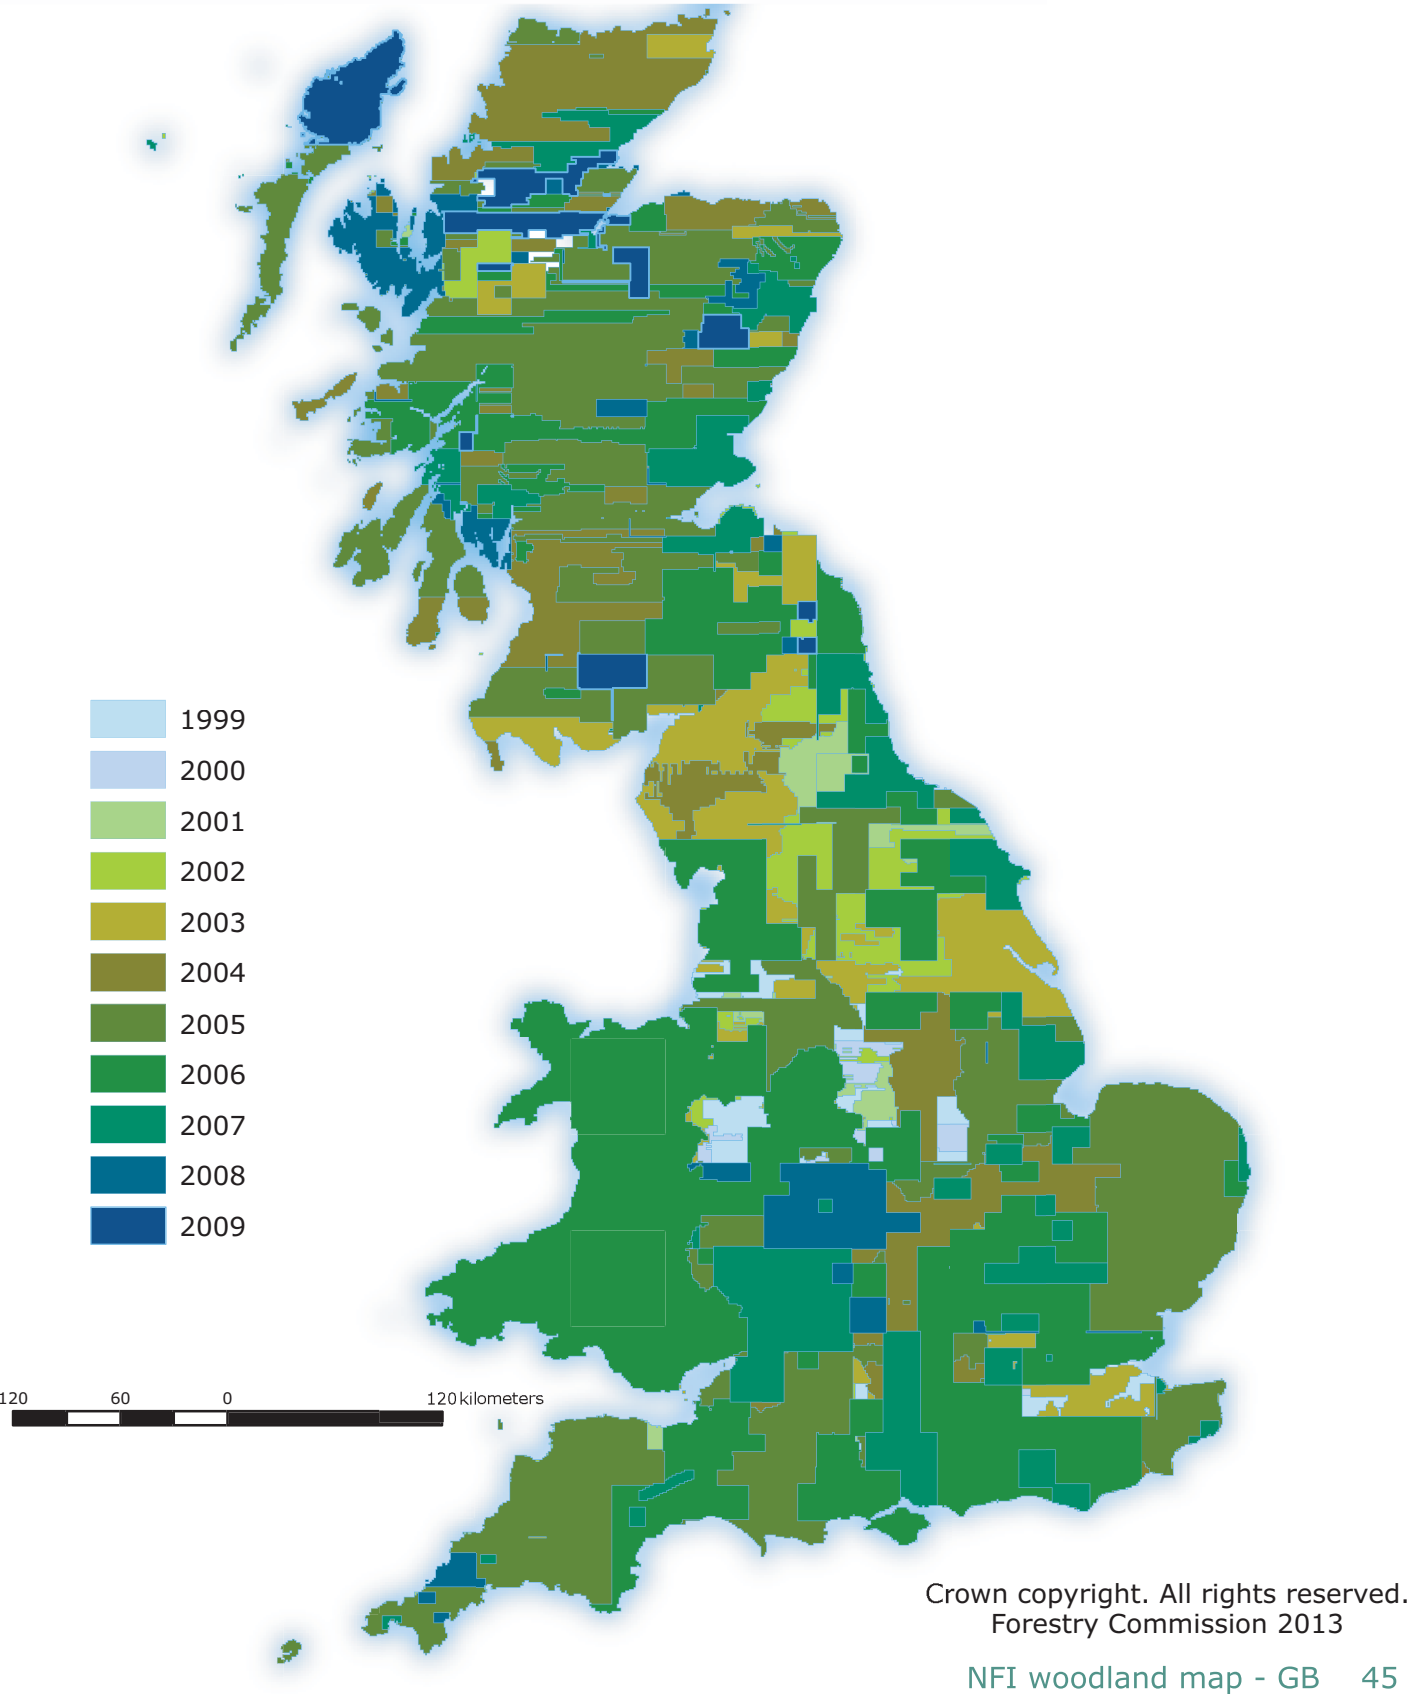 1999
2000
2001
2002
2003
2004
2005
2006
2007
2008
2009
120 60 0 120 kilometers
Crown copyright. All rights reserved.
Forestry Commission 2013
NFI woodland map - GB 45